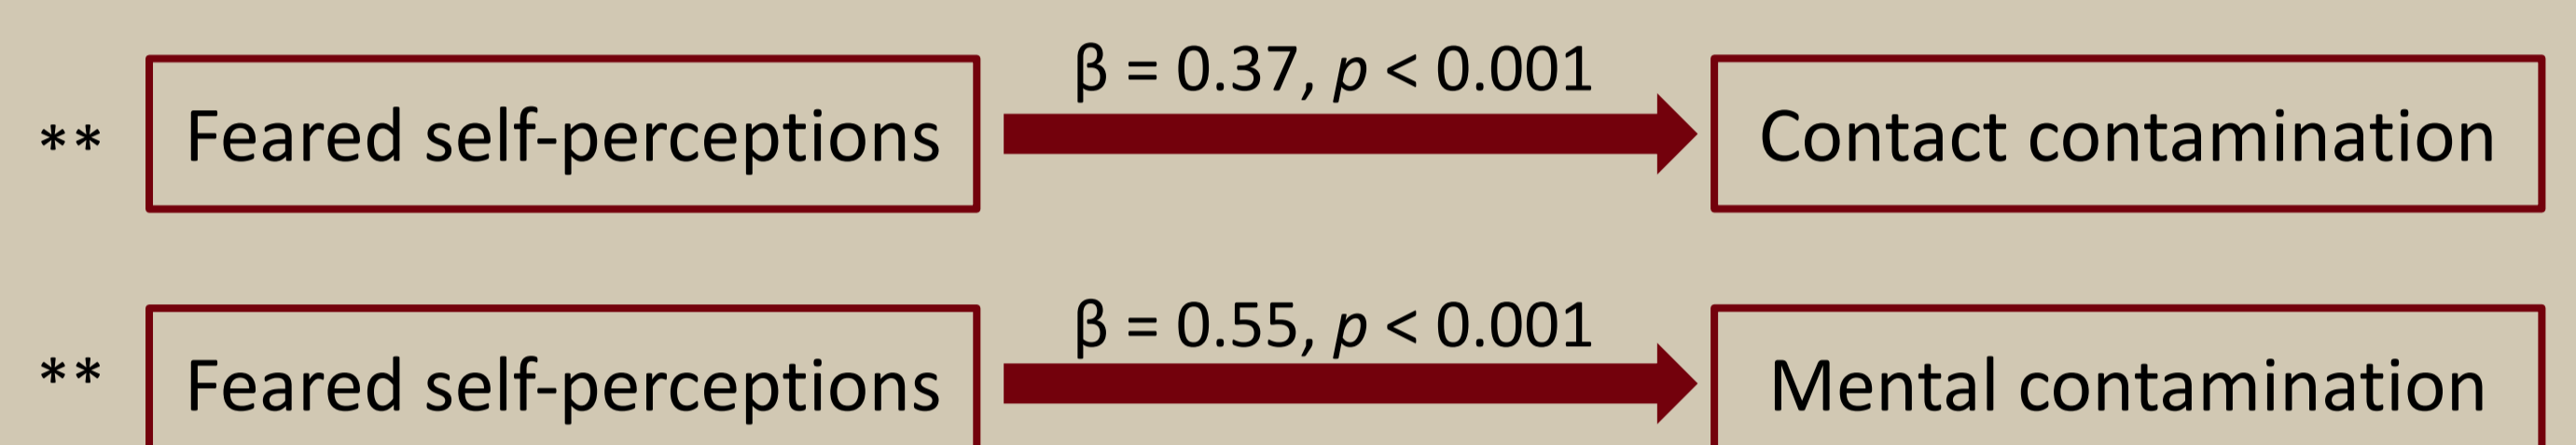 β = 0.37, p < 0.001
** Feared self-perceptions Contact contamination
β = 0.55, p < 0.001
** Feared self-perceptions Mental contamination